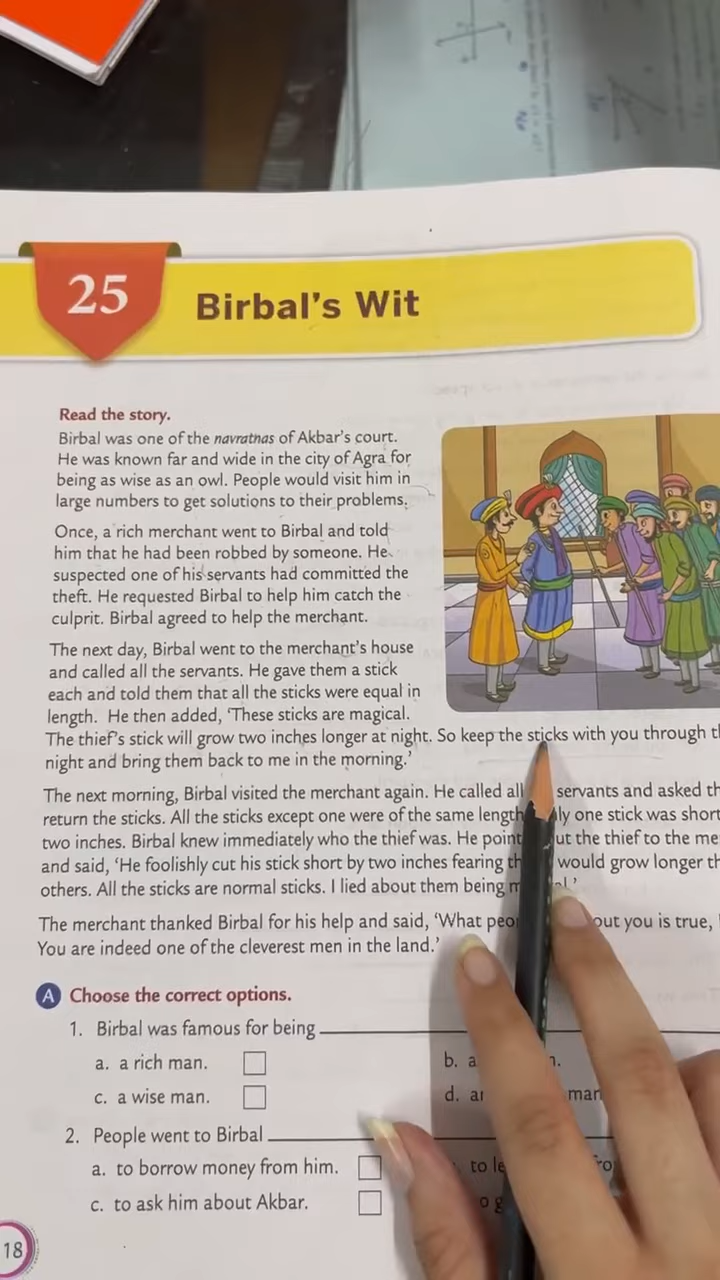 25
Birbal's Wit
Read the story.
Birbal was one of the navratnas of Akbar's court.
He was known far and wide in the city of Agra for
being as wise as an owl. People would visit him in
large numbers to get solutions to their problems.
Once, a rich merchant went to Birbal and told
him that he had been robbed by someone. He
suspected one of his servants had committed the
theft. He requested Birbal to help him catch the
culprit. Birbal agreed to help the merchant.
The next day, Birbal went to the merchant's house
and called all the servants. He gave them a stick
each and told them that all the sticks were equal in
length. He then added, 'These sticks are magical.
The thief's stick will grow two inches longer at night. So keep the sticks with you through
night and bring them back to me in the morning.'
The next morning, Birbal visited the merchant again. He called all servants and asked
return the sticks. All the sticks except one were of the same length one stick was short
two inches. Birbal knew immediately who the thief was. He point the thief to the
and said, 'He foolishly cut his stick short by two inches fearing would grow longer
others. All the sticks are normal sticks. I lied about them being
The merchant thanked Birbal for his help and said, 'What you is true,
You are indeed one of the cleverest men in the land.'
A Choose the correct options.
1. Birbal was famous for being
a. a rich man.
b. a
c. a wise man.
d. man
2. People went to Birbal
a. to borrow money from him.
to
c. to ask him about Akbar.
18